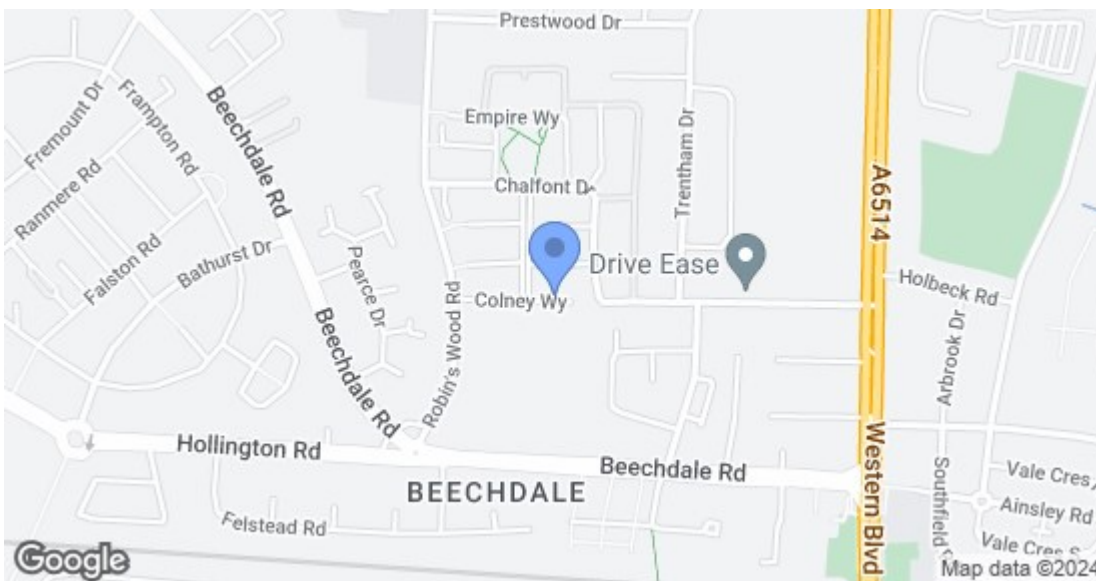 Prestwood Dr
Fremount Dr
Frampton Rd
Beechdale Rd
Empire Wy
Trentham Dr
A6514
Ranmere Rd
Chalfont D
Falston Rd
Bathurst Dr
Pearce Dr
Drive Ease
Holbeck Rd
Colney Wy
Robin's Wood Rd
Beechdale Rd
Arbrook Dr
Hollington Rd
Beechdale Rd
Western Blvd
Vale Cres
BEECHDALE
Southfield
Ainsley Rd
Felstead Rd
Vale Cres S
Google
Map data ©2024